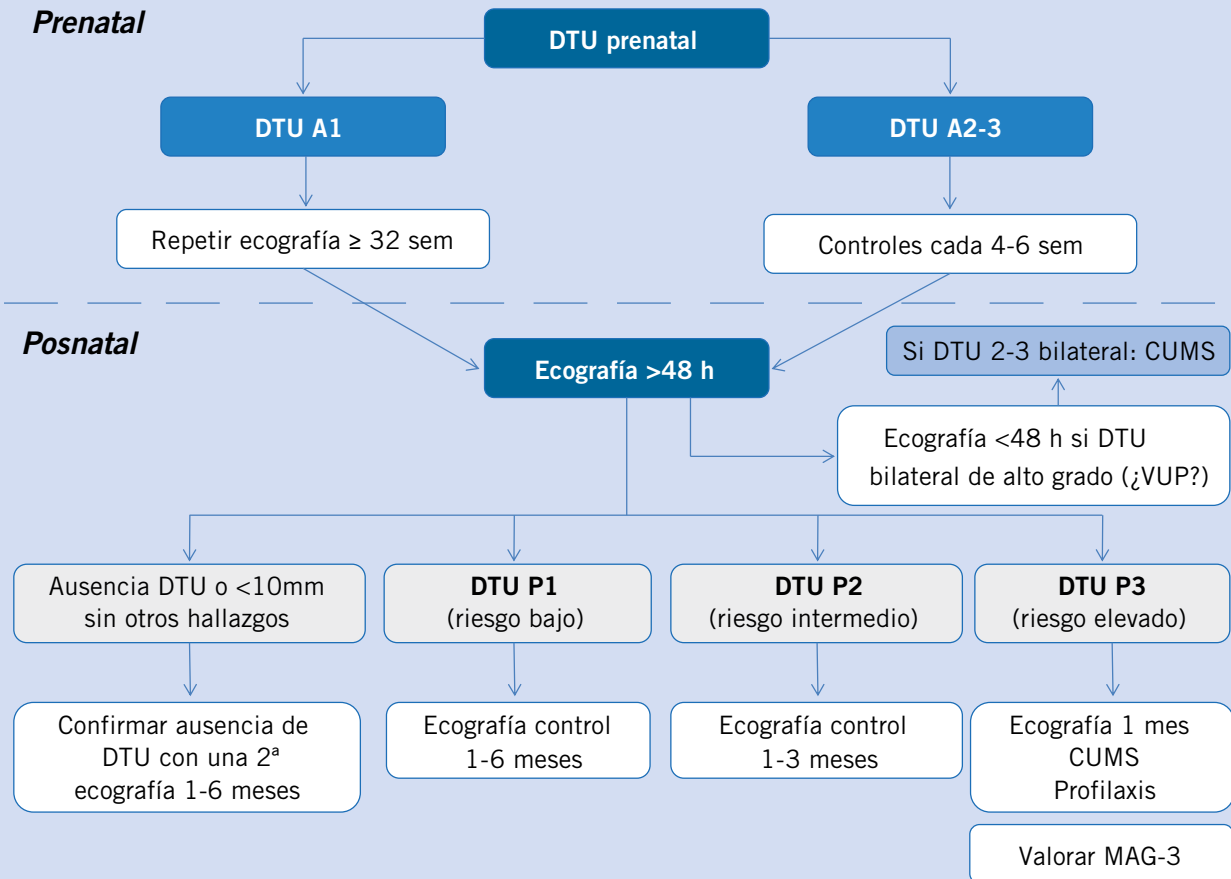 Prenatal
DTU prenatal
DTU A1
DTU A2-3
Repetir ecografía ≥ 32 sem
Controles cada 4-6 sem
Posnatal
Ecografía >48 h
Si DTU 2-3 bilateral: CUMS
Ecografía <48 h si DTU
bilateral de alto grado (¿VUP?)
Ausencia DTU o <10mm
sin otros hallazgos
DTU P1
(riesgo bajo)
DTU P2
(riesgo intermedio)
DTU P3
(riesgo elevado)
Confirmar ausencia de
DTU con una 2ª
ecografía 1-6 meses
Ecografía control
1-6 meses
Ecografía control
1-3 meses
Ecografía 1 mes
CUMS
Profilaxis
Valorar MAG-3